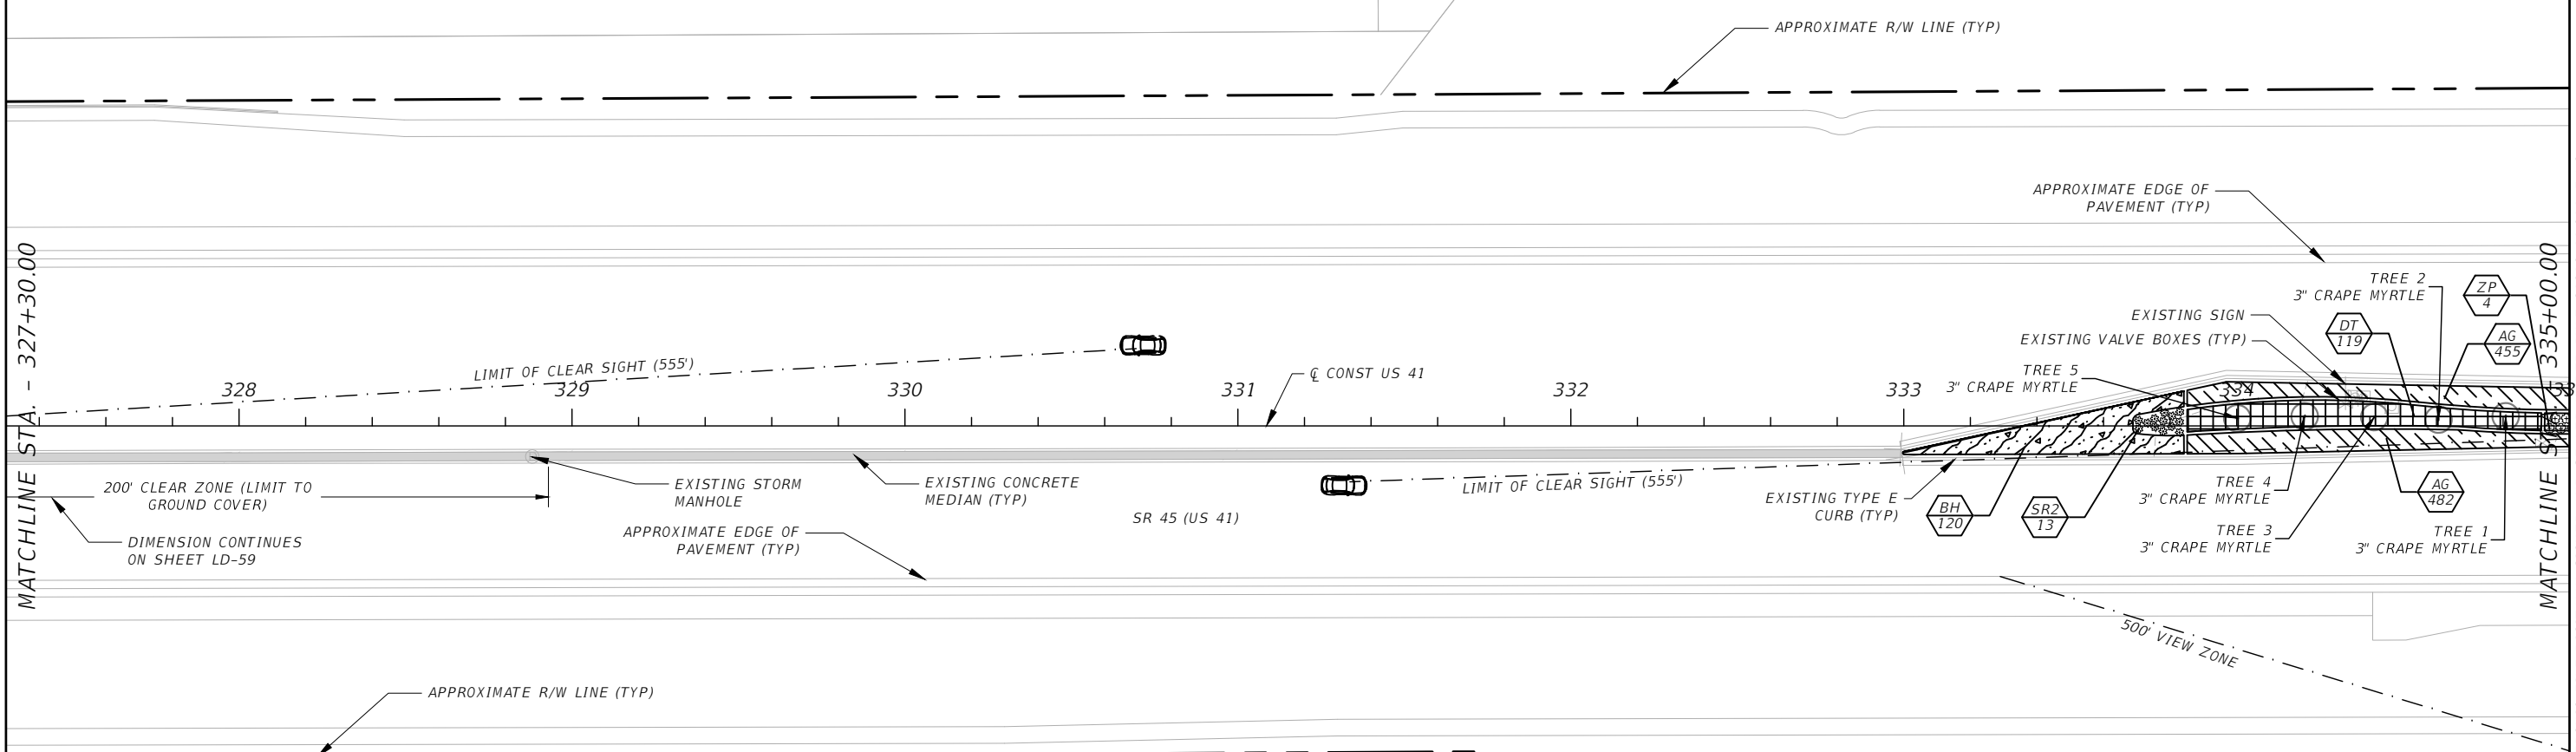 APPROXIMATE R/W LINE (TYP)
APPROXIMATE EDGE OF
PAVEMENT (TYP)
MATCHLINE STA. - 327+30.00
LIMIT OF CLEAR SIGHT (555')
328
329
330
331
332
333
334
℄ CONST US 41
TREE 2
3" CRAPE MYRTLE
ZP
4
EXISTING SIGN
DT
119
AG
455
EXISTING VALVE BOXES (TYP)
TREE 5
3" CRAPE MYRTLE
MATCHLINE STA. - 335+00.00
200' CLEAR ZONE (LIMIT TO
GROUND COVER)
EXISTING STORM
MANHOLE
EXISTING CONCRETE
MEDIAN (TYP)
LIMIT OF CLEAR SIGHT (555')
SR 45 (US 41)
EXISTING TYPE E
CURB (TYP)
BH
120
SR2
13
TREE 4
3" CRAPE MYRTLE
AG
482
TREE 3
3" CRAPE MYRTLE
TREE 1
3" CRAPE MYRTLE
DIMENSION CONTINUES
ON SHEET LD-59
APPROXIMATE EDGE OF
PAVEMENT (TYP)
500' VIEW ZONE
APPROXIMATE R/W LINE (TYP)